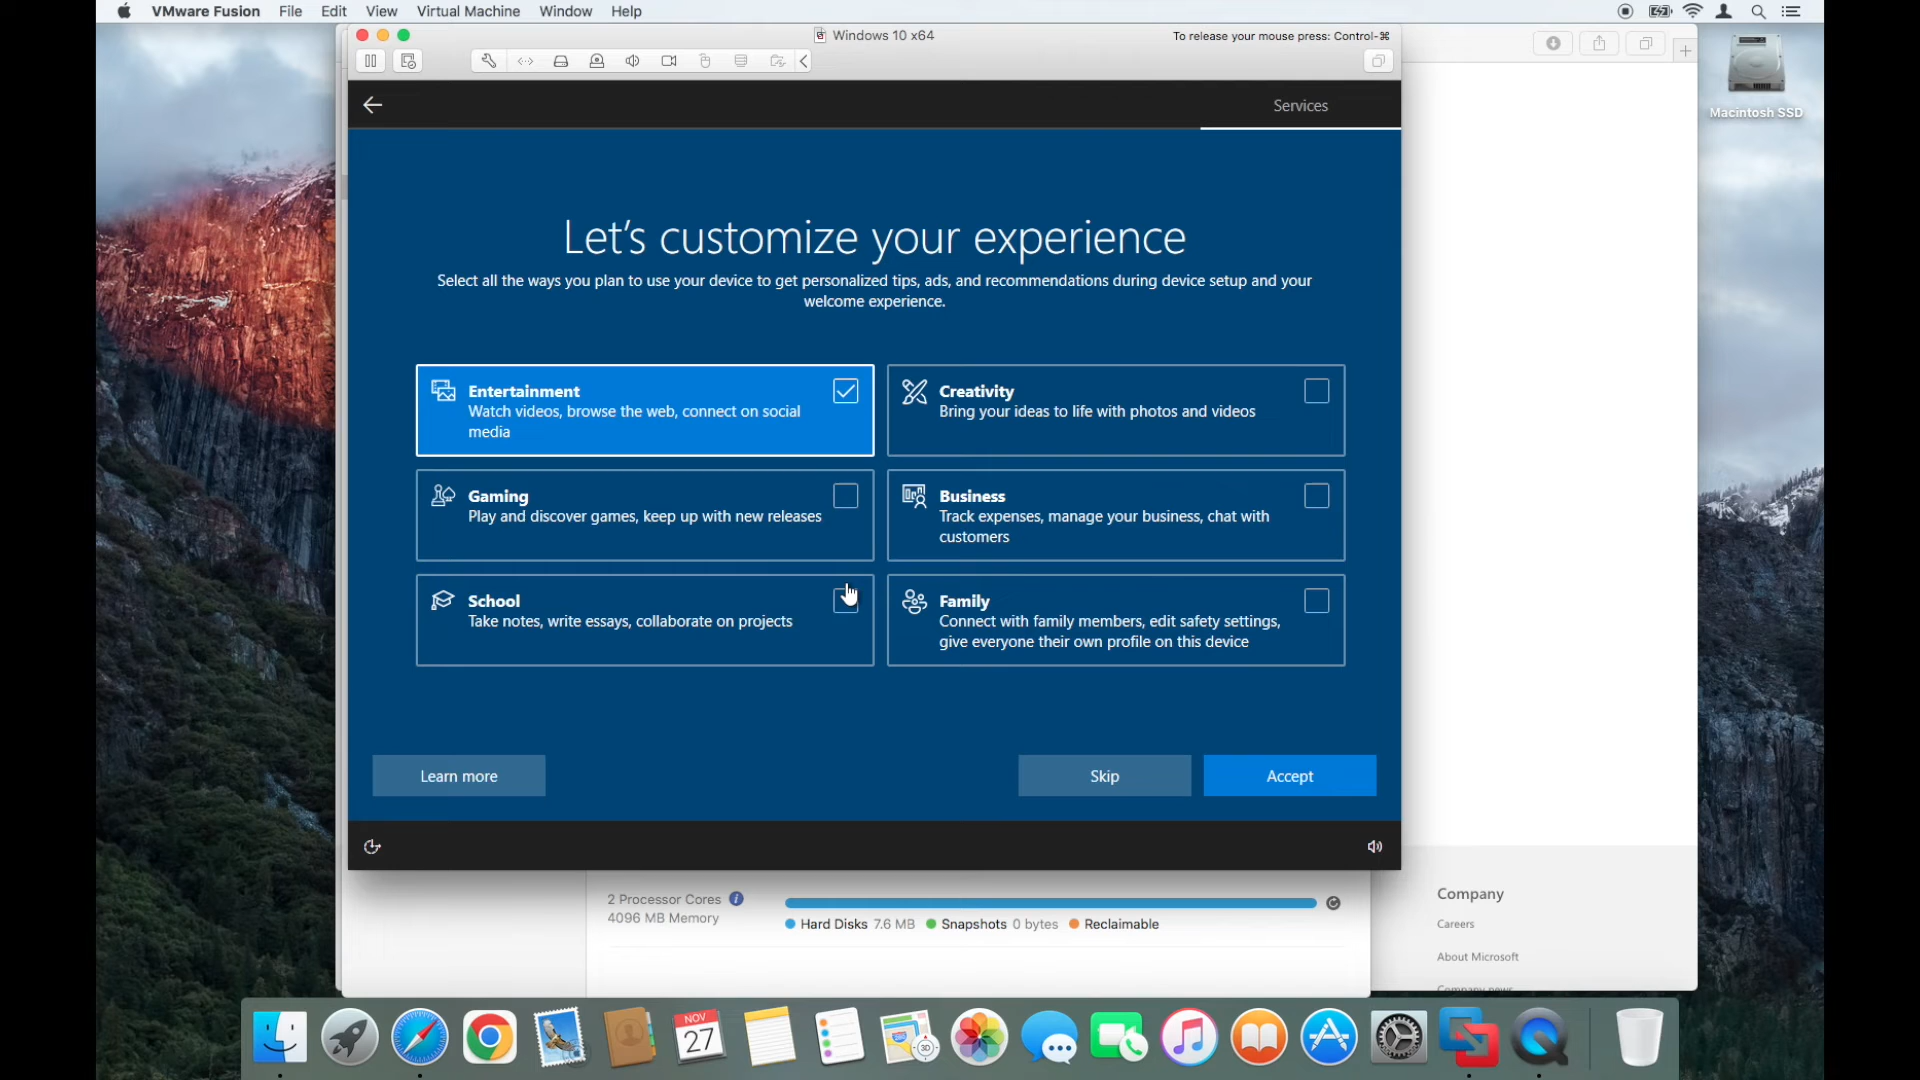 VMware Fusion File Edit View Virtual Machine Window Help
Windows 10 x64
To release your mouse press: Control-⌘
Macintosh SSD
Services
Let's customize your experience
Select all the ways you plan to use your device to get personalized tips, ads, and recommendations during device setup and your
welcome experience.
Entertainment
Watch videos, browse the web, connect on social
media
Creativity
Bring your ideas to life with photos and videos
Gaming
Play and discover games, keep up with new releases
Business
Track expenses, manage your business, chat with
customers
School
Take notes, write essays, collaborate on projects
Family
Connect with family members, edit safety settings,
give everyone their own profile on this device
Learn more
Skip
Accept
2 Processor Cores
4096 MB Memory
Hard Disks 7.6 MB Snapshots 0 bytes Reclaimable
Company
Careers
About Microsoft
Company news
NOV
27
3D